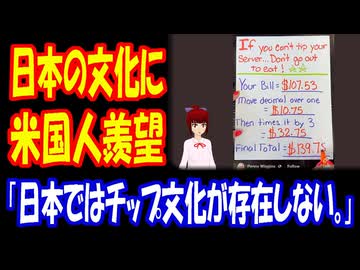 日本の文化に
米国人羨望
If you can't tip your
server... Don't go out
to eat!
Your Bill = $107.53
Move decimal over one
= $10.75
Then times it by 3
= $32.75
Final Total = $139.75
「日本ではチップ文化が存在しない。」